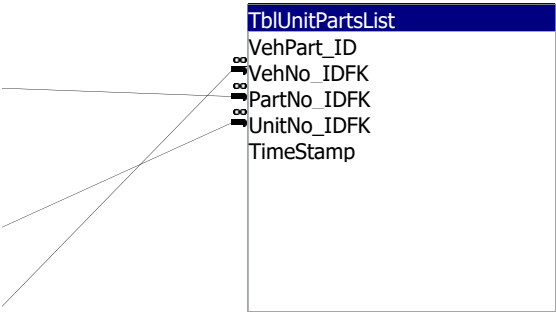 TblUnitPartsList
VehPart_ID
∞
VehNo_IDFK
∞
PartNo_IDFK
∞
UnitNo_IDFK
TimeStamp